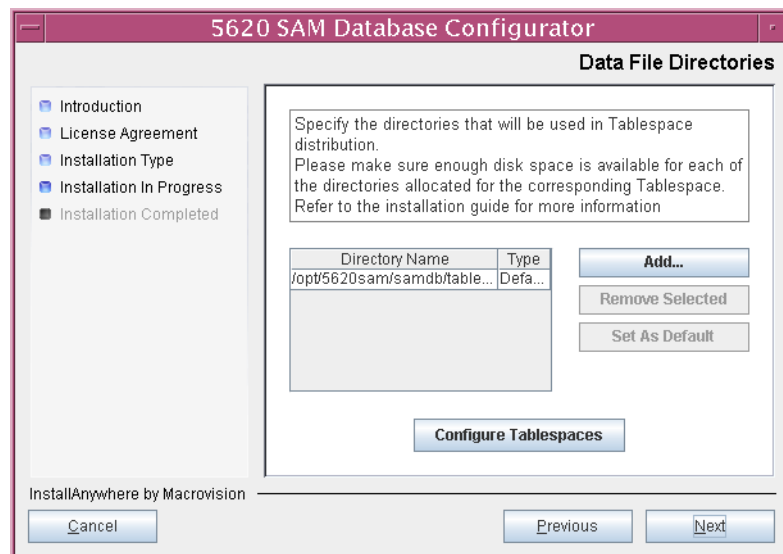 5620 SAM Database Configurator
Data File Directories
Introduction
License Agreement
Installation Type
Installation In Progress
Installation Completed
Specify the directories that will be used in Tablespace
distribution.
Please make sure enough disk space is available for each of
the directories allocated for the corresponding Tablespace.
Refer to the installation guide for more information
Directory Name Type
/opt/5620sam/samdb/table... Defa...
Add...
Remove Selected
Set As Default
Configure Tablespaces
InstallAnywhere by Macrovision
Cancel Previous Next